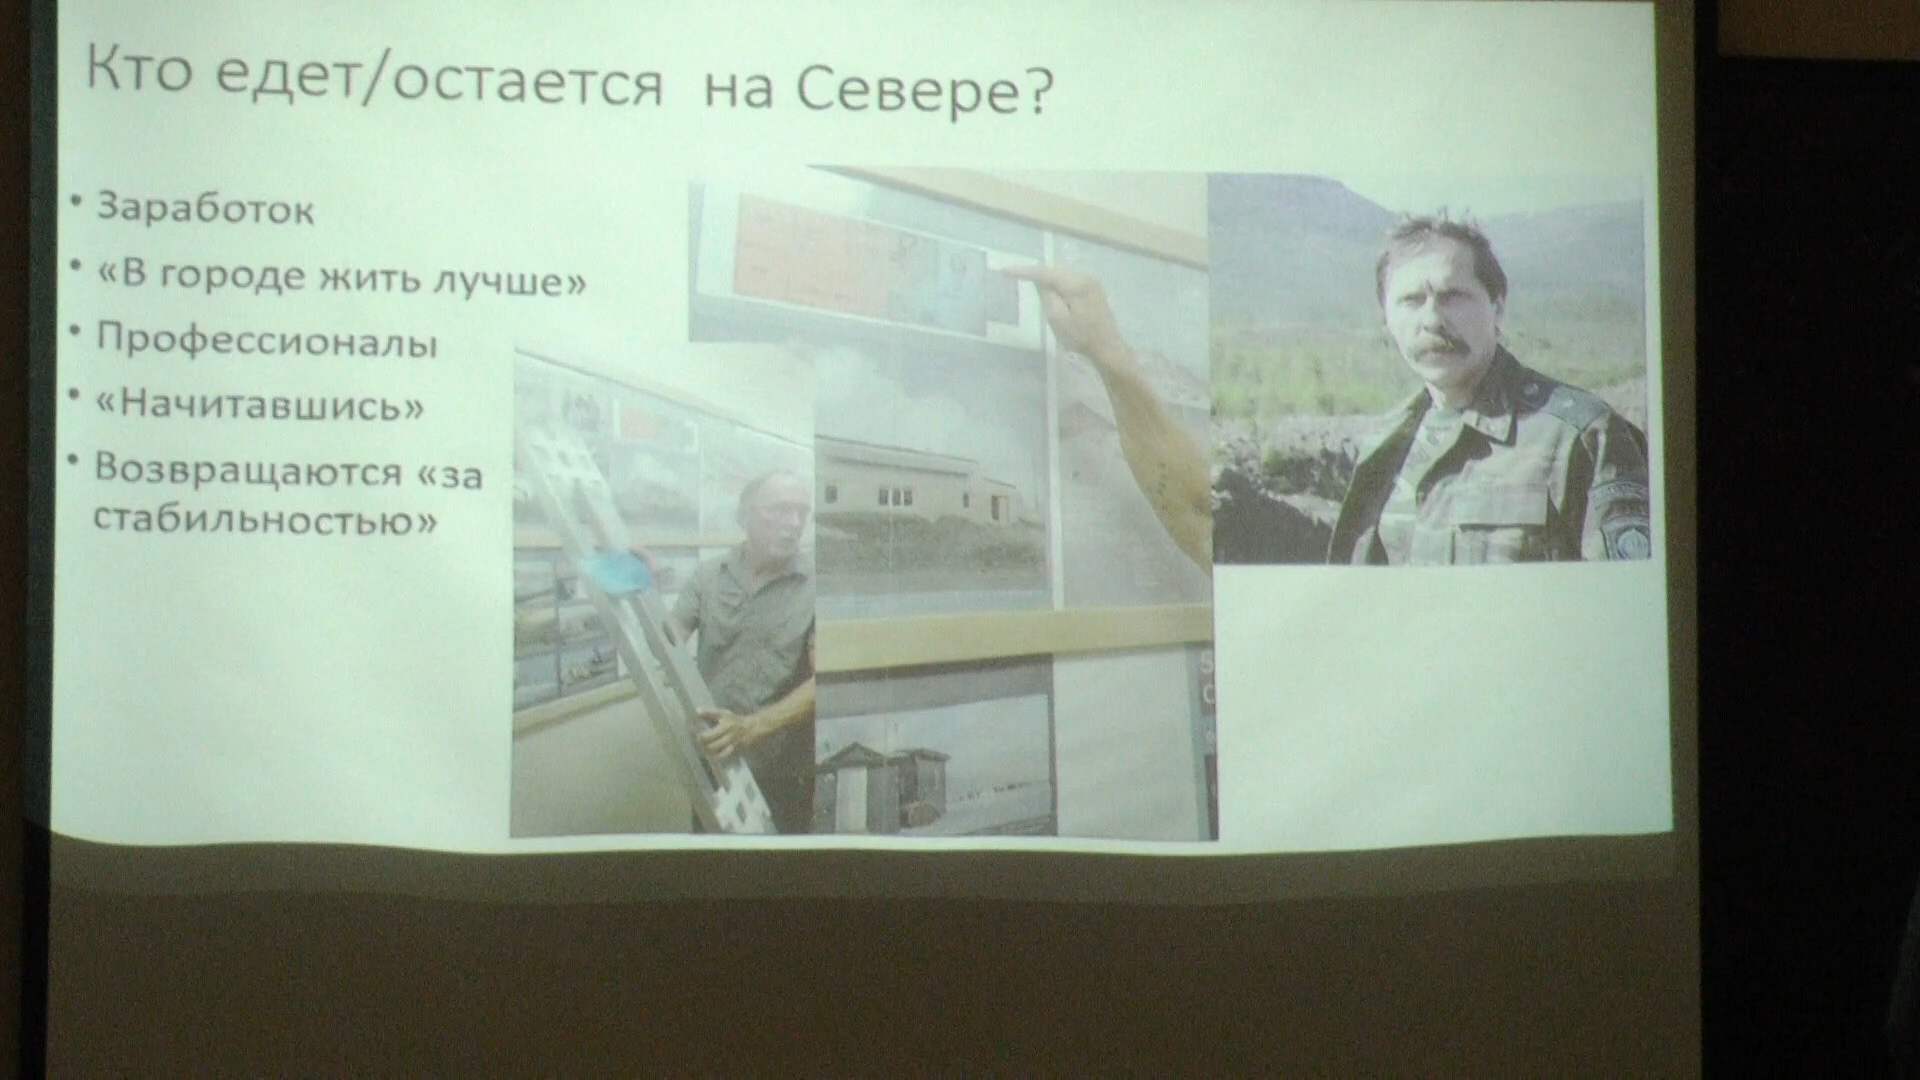 Кто едет/остается на Севере?
• Заработок
• «В городе жить лучше»
• Профессионалы
• «Начитавшись»
• Возвращаются «за
стабильностью»